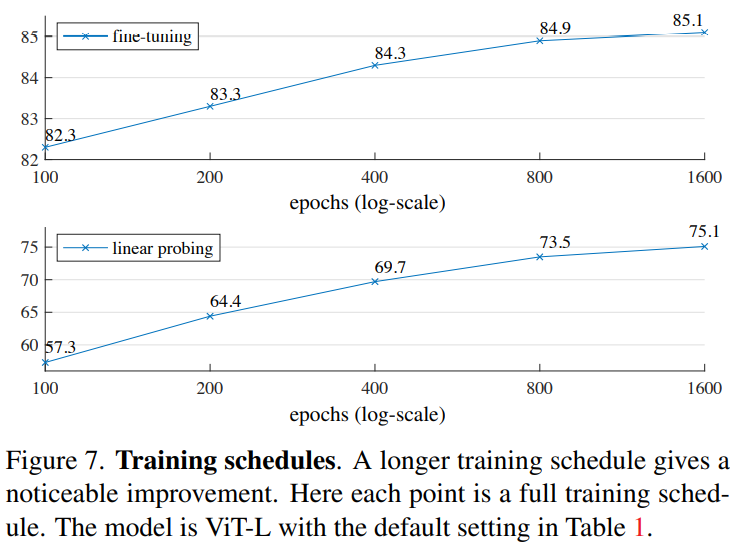 fine-tuning
85
84
83
82
82.3
83.3
84.3
84.9
85.1
100 200 400 800 1600
epochs (log-scale)
linear probing
75
70
65
60
57.3
64.4
69.7
73.5
75.1
100 200 400 800 1600
epochs (log-scale)
Figure 7. Training schedules. A longer training schedule gives a
noticeable improvement. Here each point is a full training sched-
ule. The model is ViT-L with the default setting in Table 1.